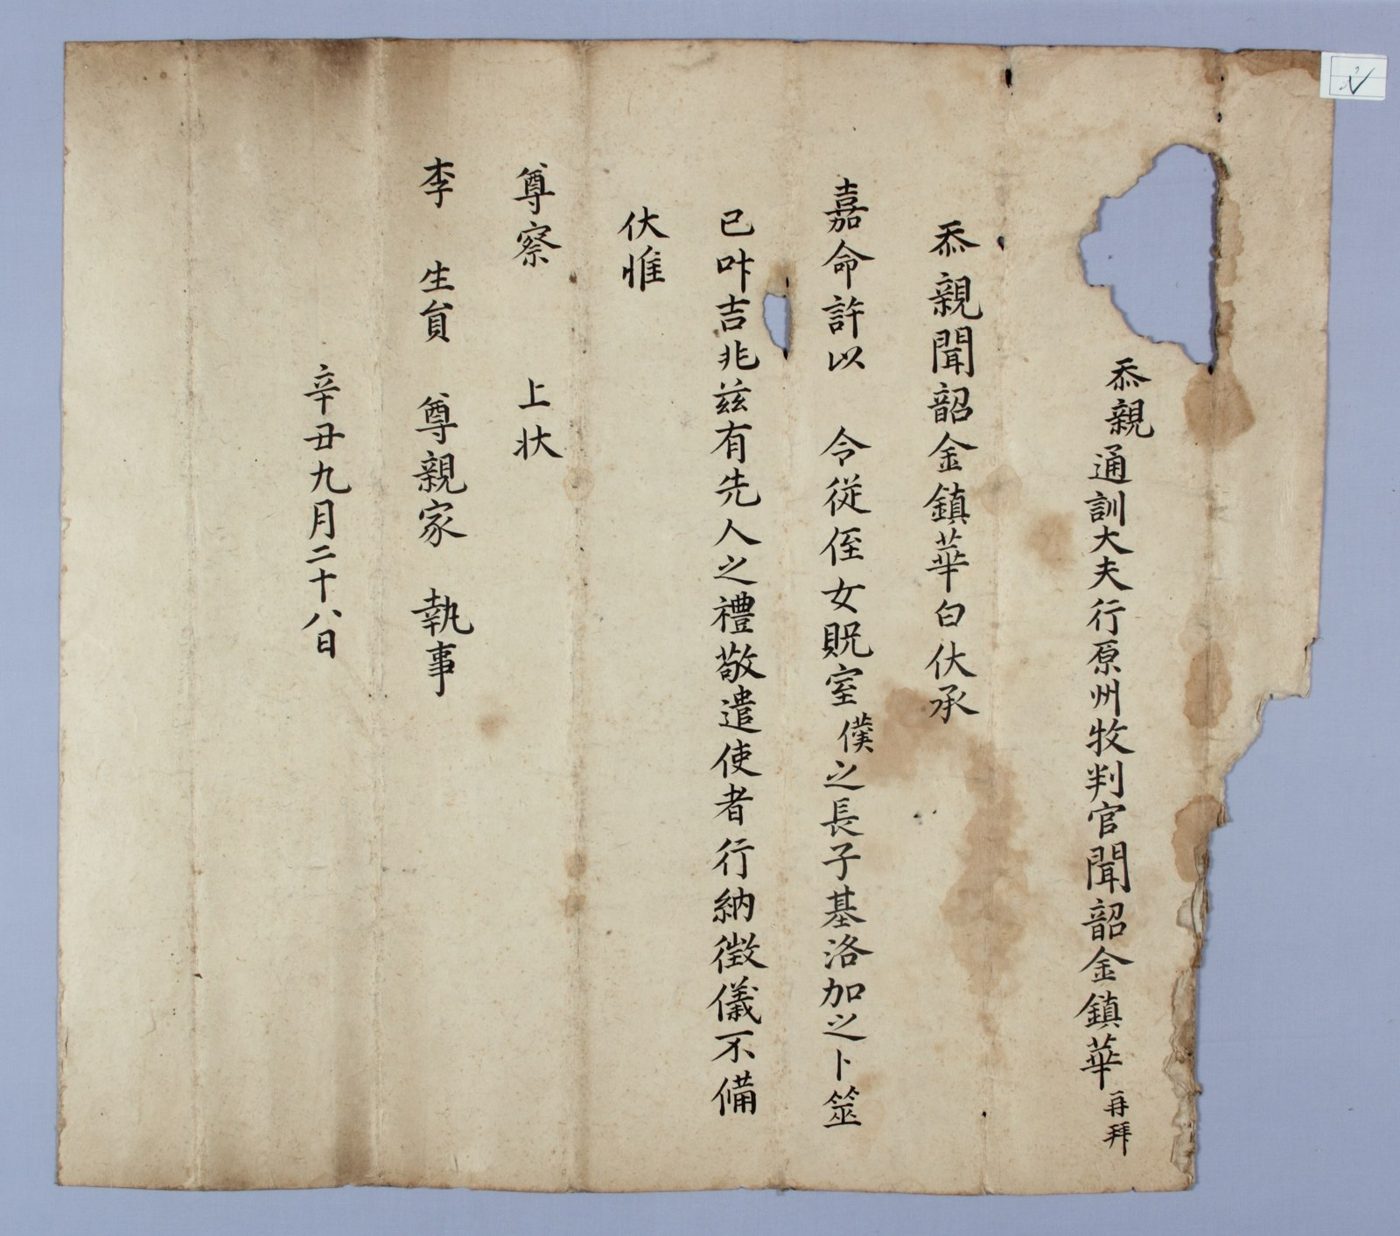 忝親通訓大夫行原州牧判官聞韶金鎭華再拜
忝親聞韶金鎭華白伏承
嘉命許以 令從侄女貺室僕之長子基洛加之卜筮
已叶吉兆玆有先人之禮敬遣使者行納徵儀不備
伏惟
尊察 上狀
李 生員 尊親家 執事
辛丑九月二十八日